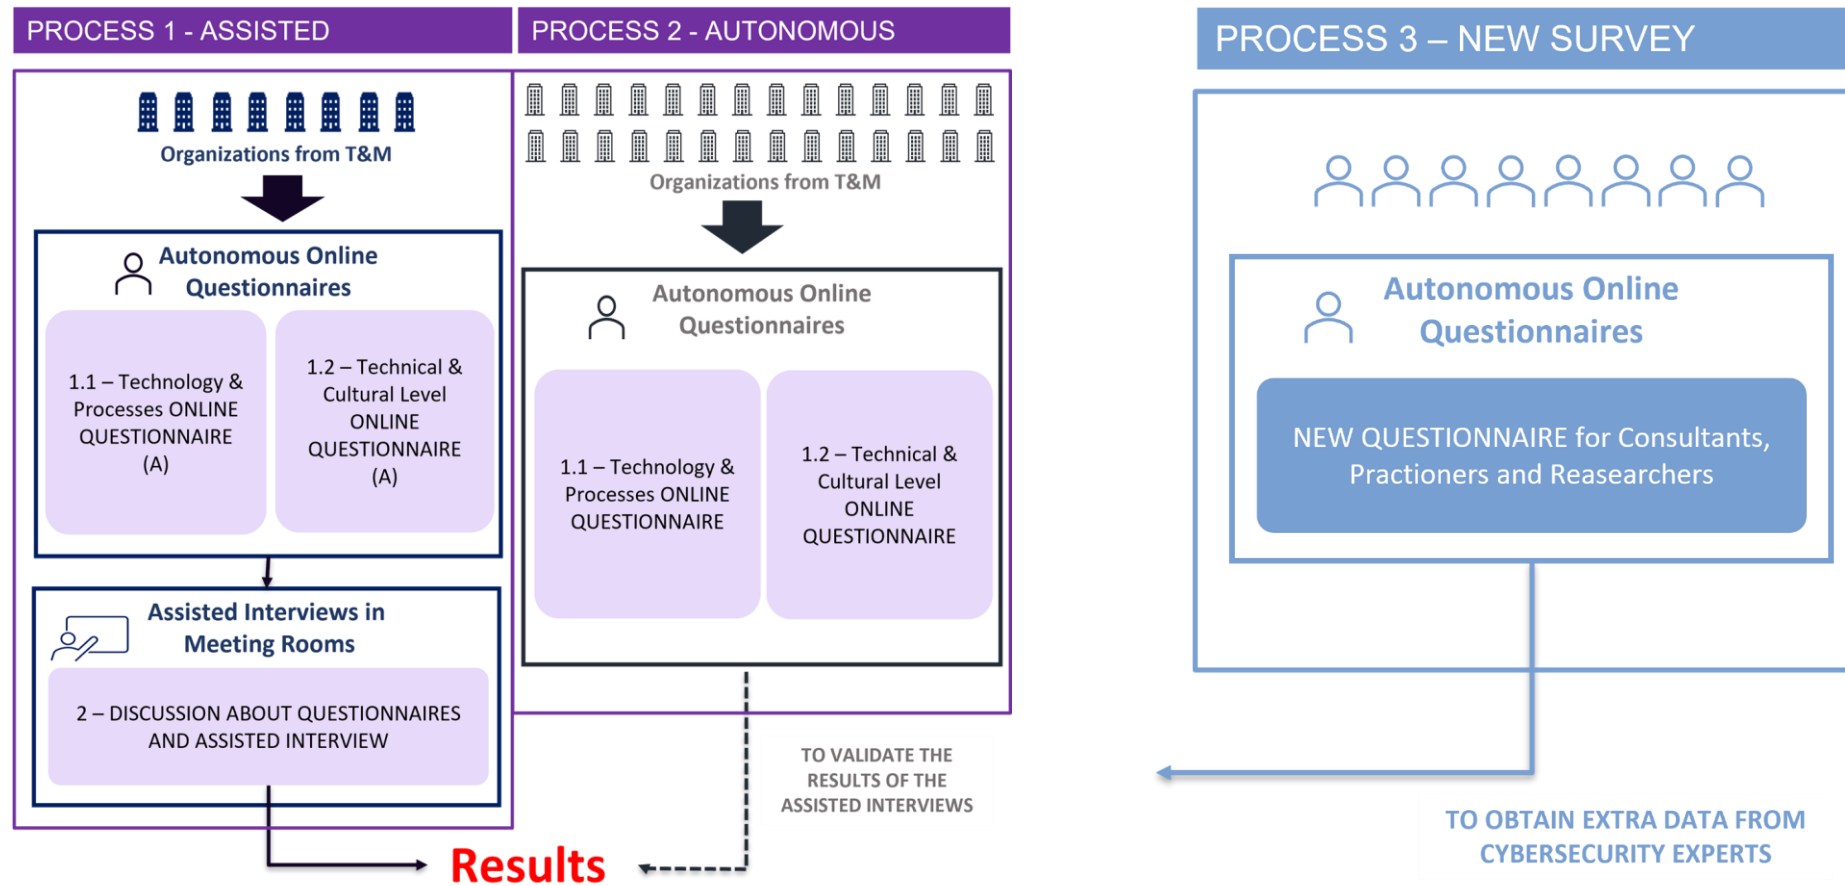 PROCESS 1 - ASSISTED
Organizations from T&M
Autonomous Online
Questionnaires
1.1 – Technology &
Processes ONLINE
QUESTIONNAIRE
(A)
1.2 – Technical &
Cultural Level
ONLINE
QUESTIONNAIRE
(A)
Assisted Interviews in
Meeting Rooms
2 – DISCUSSION ABOUT QUESTIONNAIRES
AND ASSISTED INTERVIEW
PROCESS 2 - AUTONOMOUS
Organizations from T&M
Autonomous Online
Questionnaires
1.1 – Technology &
Processes ONLINE
QUESTIONNAIRE
1.2 – Technical &
Cultural Level
ONLINE
QUESTIONNAIRE
TO VALIDATE THE
RESULTS OF THE
ASSISTED INTERVIEWS
Results
PROCESS 3 – NEW SURVEY
Autonomous Online
Questionnaires
NEW QUESTIONNAIRE for Consultants,
Practioners and Reasearchers
TO OBTAIN EXTRA DATA FROM
CYBERSECURITY EXPERTS